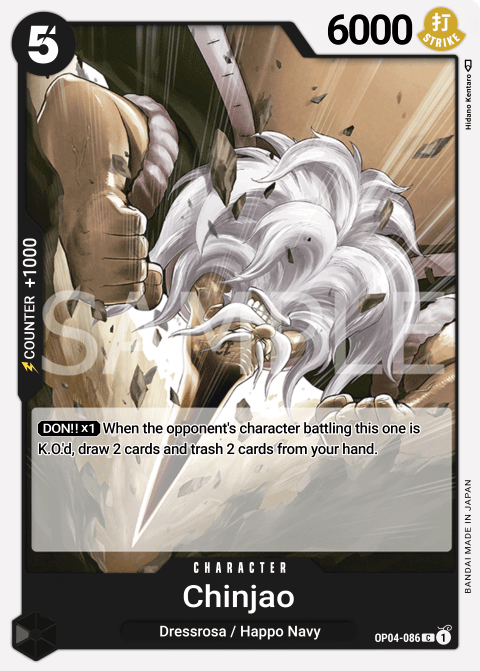 5
6000
打
STRIKE
Hidano Kentaro
COUNTER +1000
SAMPLE
DON!! x1 When the opponent's character battling this one is
K.O.'d, draw 2 cards and trash 2 cards from your hand.
BANDAI MADE IN JAPAN
CHARACTER
Chinjao
Dressrosa / Happo Navy
OP04-086 C 1